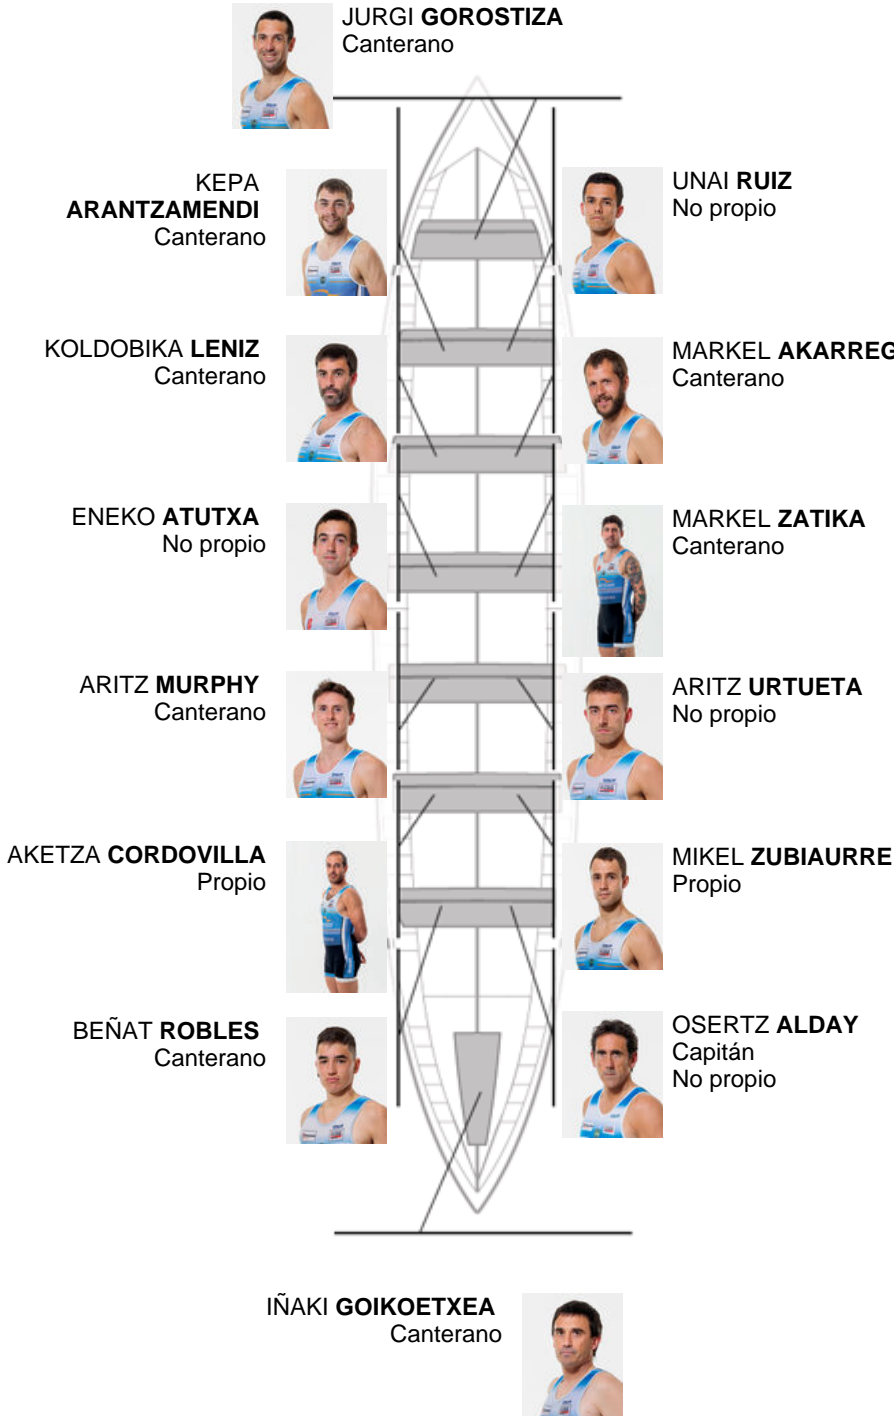 JURGI GOROSTIZA
Canterano
KEPA
ARANTZAMENDI
Canterano
UNAI RUIZ
No propio
KOLDOBIKA LENIZ
Canterano
MARKEL AKARREG
Canterano
ENEKO ATUTXA
No propio
MARKEL ZATIKA
Canterano
ARITZ MURPHY
Canterano
ARITZ URTUETA
No propio
AKETZA CORDOVILLA
Propio
MIKEL ZUBIAURRE
Propio
BEÑAT ROBLES
Canterano
OSERTZ ALDAY
Capitán
No propio
IÑAKI GOIKOETXEA
Canterano